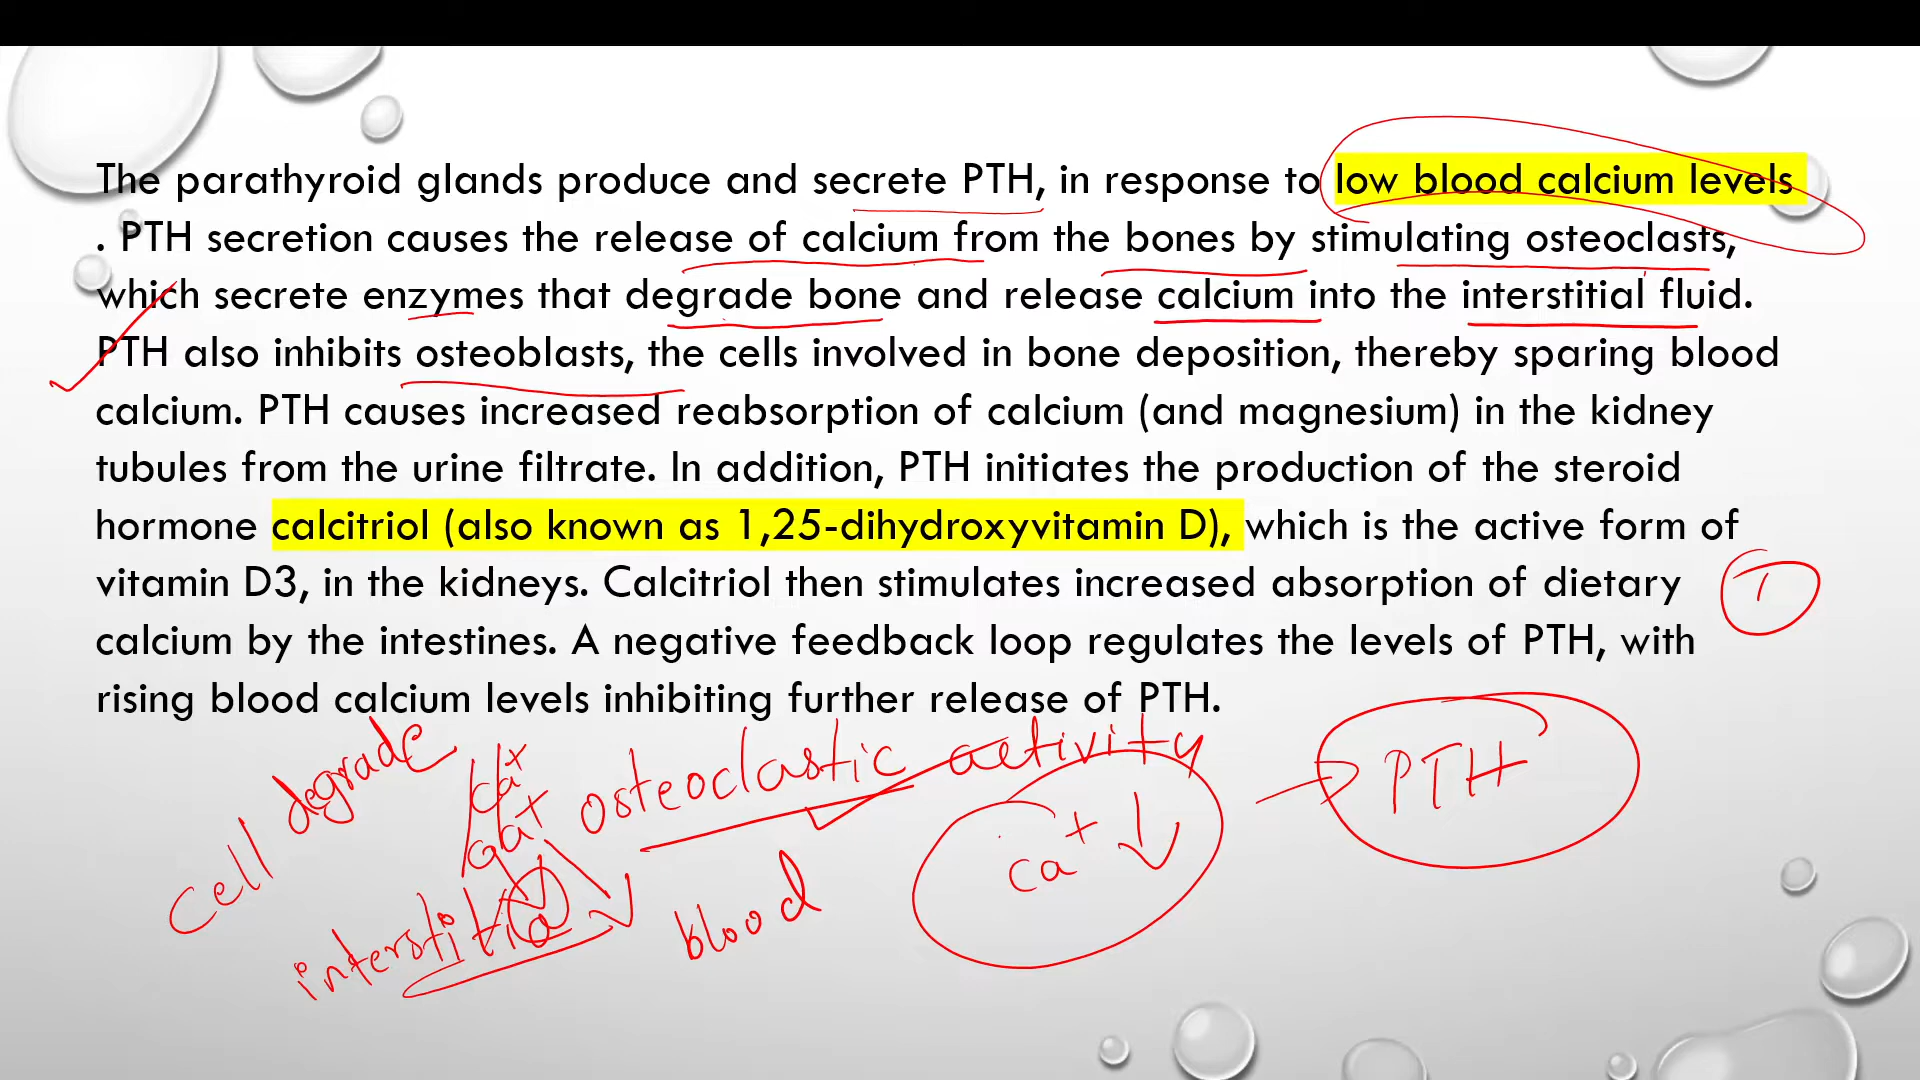 The parathyroid glands produce and secrete PTH, in response to low blood calcium levels
. PTH secretion causes the release of calcium from the bones by stimulating osteoclasts,
which secrete enzymes that degrade bone and release calcium into the interstitial fluid.
PTH also inhibits osteoblasts, the cells involved in bone deposition, thereby sparing blood
calcium. PTH causes increased reabsorption of calcium (and magnesium) in the kidney
tubules from the urine filtrate. In addition, PTH initiates the production of the steroid
hormone calcitriol (also known as 1,25-dihydroxyvitamin D), which is the active form of
vitamin D3, in the kidneys. Calcitriol then stimulates increased absorption of dietary
calcium by the intestines. A negative feedback loop regulates the levels of PTH, with
rising blood calcium levels inhibiting further release of PTH.
cell degrade
ca+
ca+
osteoclastic activity
ca+ ↓ → PTH
interstitia
blood